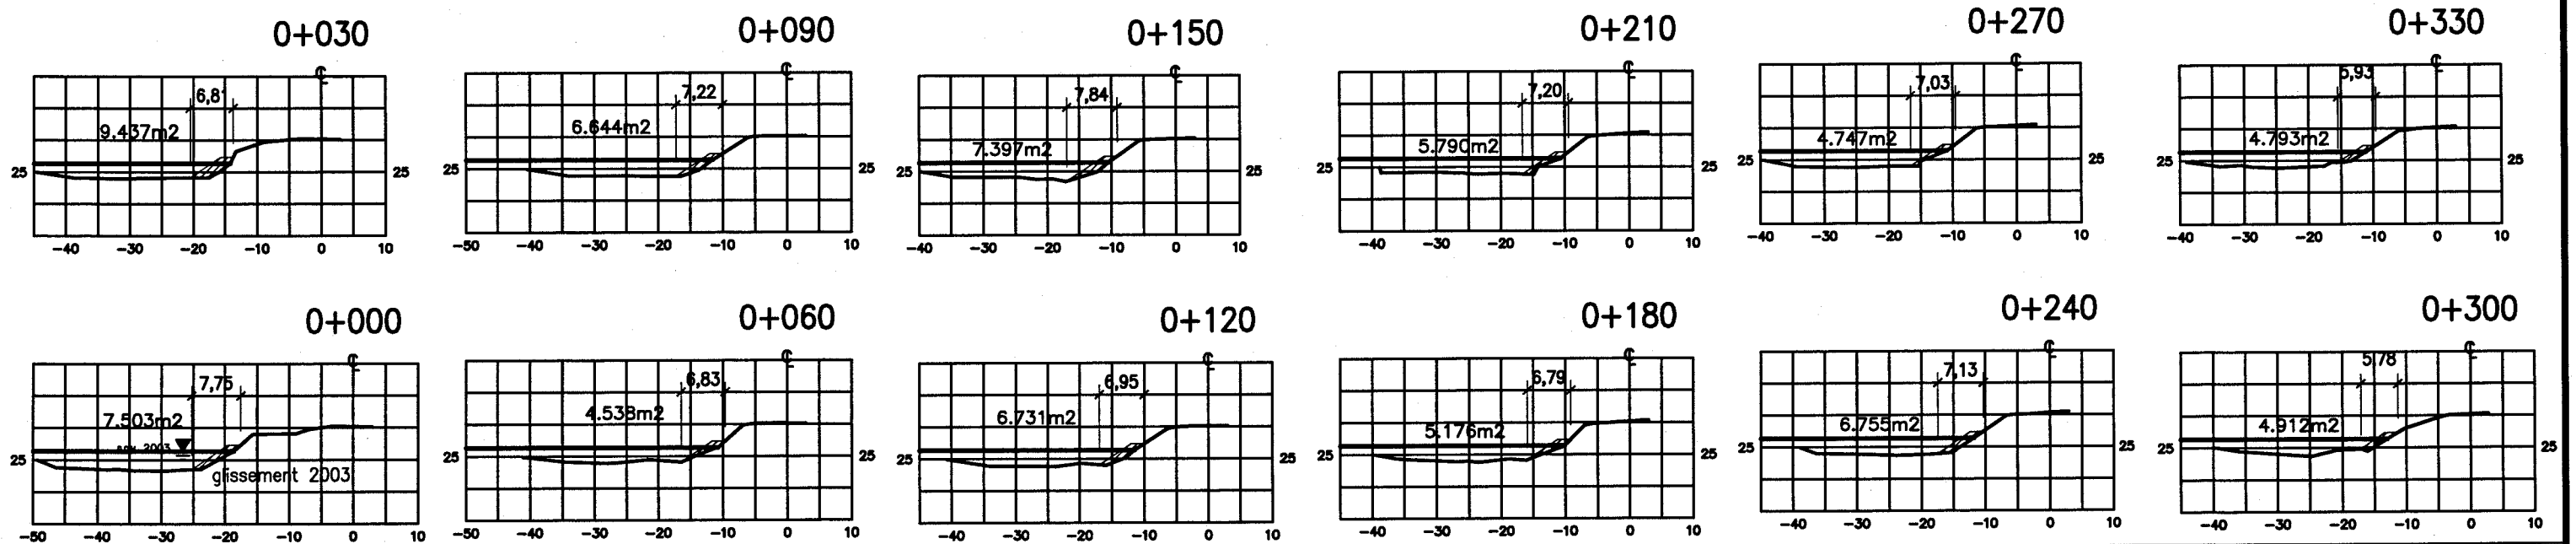 0+030
℄
6,81
9.437m2
25 25
-40 -30 -20 -10 0 10
0+090
℄
7,22
6.644m2
25 25
-50 -40 -30 -20 -10 0 10
0+150
℄
7,84
7.397m2
25 25
-40 -30 -20 -10 0 10
0+210
℄
7,20
5.790m2
25 25
-40 -30 -20 -10 0 10
0+270
℄
7,03
4.747m2
25 25
-40 -30 -20 -10 0 10
0+330
℄
5,93
4.793m2
25 25
-40 -30 -20 -10 0 10
0+000
℄
7,75
7.503m2
nov. 2003
25
glissement 2003
-50 -40 -30 -20 -10 0 10
0+060
℄
6,83
4.538m2
25 25
-50 -40 -30 -20 -10 0 10
0+120
℄
6,95
6.731m2
25 25
-40 -30 -20 -10 0 10
0+180
℄
6,79
5.176m2
25 25
-40 -30 -20 -10 0 10
0+240
℄
7,13
6.755m2
25 25
-40 -30 -20 -10 0 10
0+300
℄
5,78
4.912m2
25 25
-40 -30 -20 -10 0 10